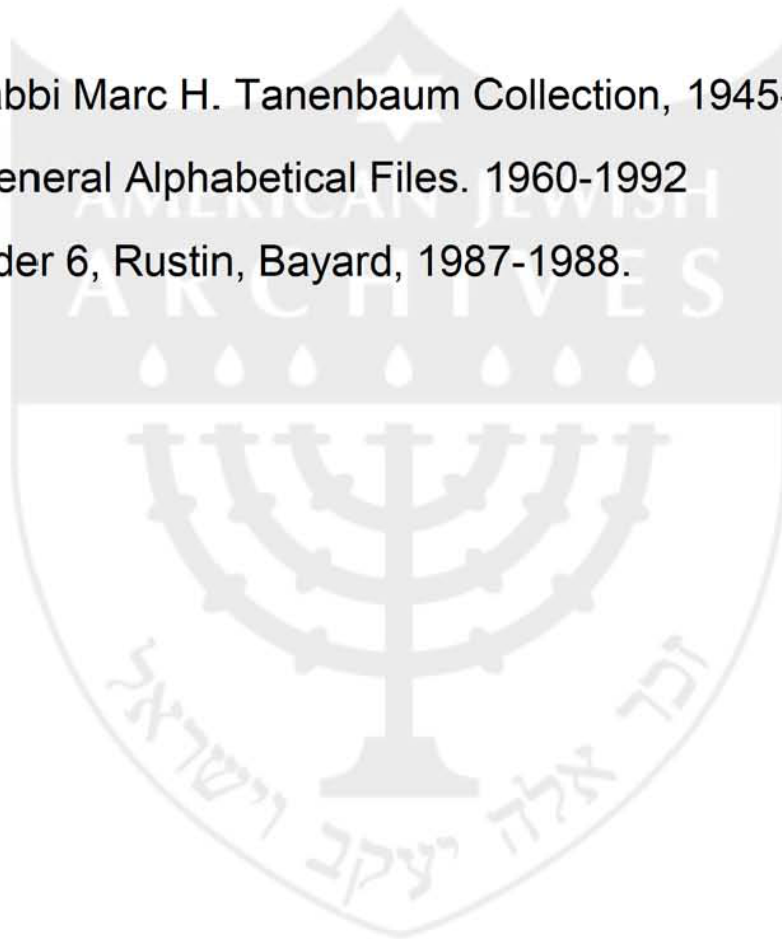 abbi Marc H. Tanenbaum Collection, 1945-
eneral Alphabetical Files. 1960-1992
AMERICAN JEWISH
der 6, Rustin, Bayard, 1987-1988.
ARCHIVES
זכר אלה יעקב וישראל